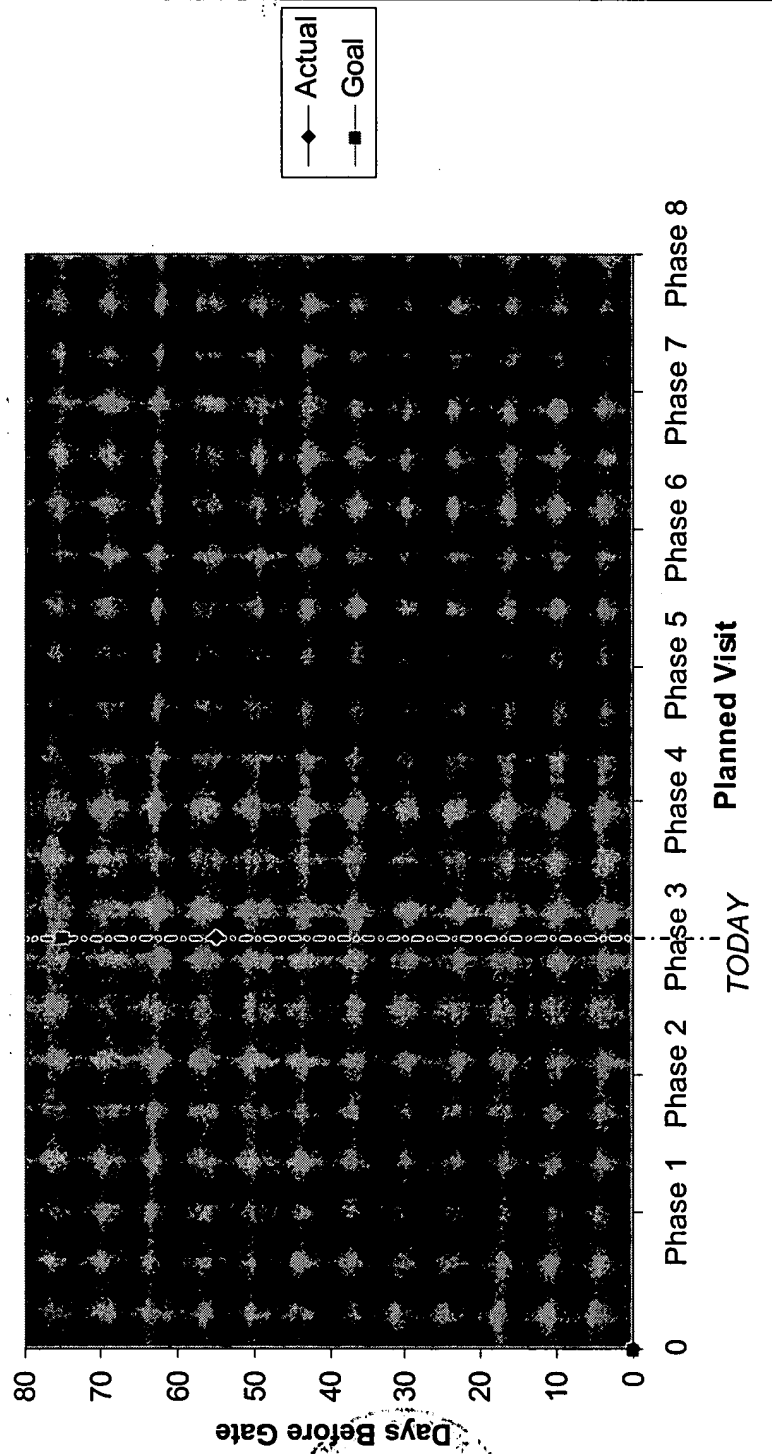 Actual
Goal
Days Before Gate
80
70
60
50
40
30
20
10
0
0
Phase 1
Phase 2
Phase 3
Phase 4
Phase 5
Phase 6
Phase 7
Phase 8
TODAY
Planned Visit